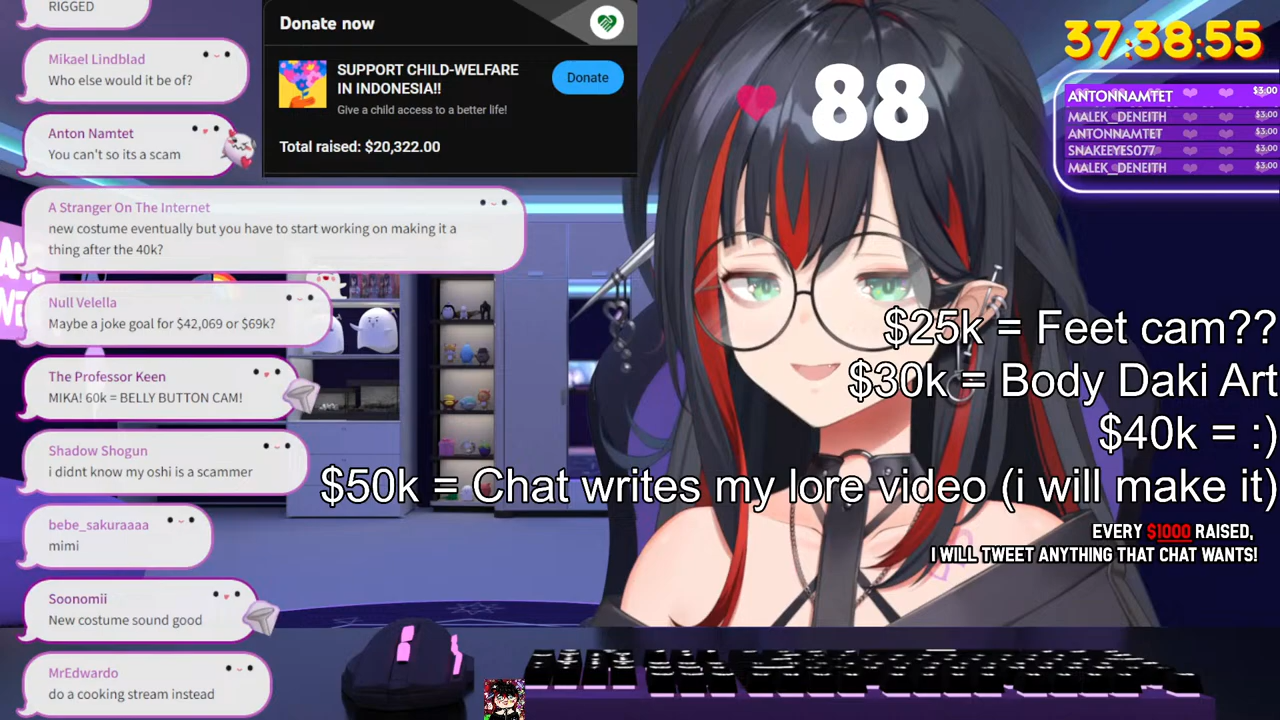 RIGGED
Mikael Lindblad
Who else would it be of?
Anton Namtet
You can't so its a scam
A Stranger On The Internet
new costume eventually but you have to start working on making it a
thing after the 40k?
Null Velella
Maybe a joke goal for $42,069 or $69k?
The Professor Keen
MIKA! 60k = BELLY BUTTON CAM!
Shadow Shogun
i didnt know my oshi is a scammer
bebe_sakuraaaa
mimi
Soonomii
New costume sound good
MrEdwardo
do a cooking stream instead
Donate now
SUPPORT CHILD-WELFARE
IN INDONESIA!!
Give a child access to a better life!
Donate
Total raised: $20,322.00
88
37:38:55
ANTONNAMTET $3.00
MALEK_DENEITH $3.00
ANTONNAMTET $3.00
SNAKEEYES077 $3.00
MALEK_DENEITH $3.00
$25k = Feet cam??
$30k = Body Daki Art
$40k = :)
$50k = Chat writes my lore video (i will make it)
EVERY $1000 RAISED,
I WILL TWEET ANYTHING THAT CHAT WANTS!